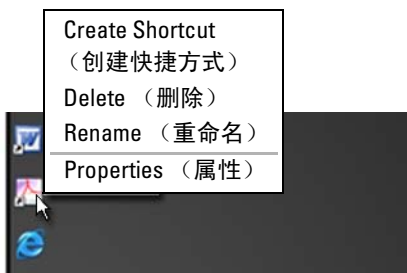 Create Shortcut
（创建快捷方式）
Delete （删除）
Rename （重命名）
Properties （属性）